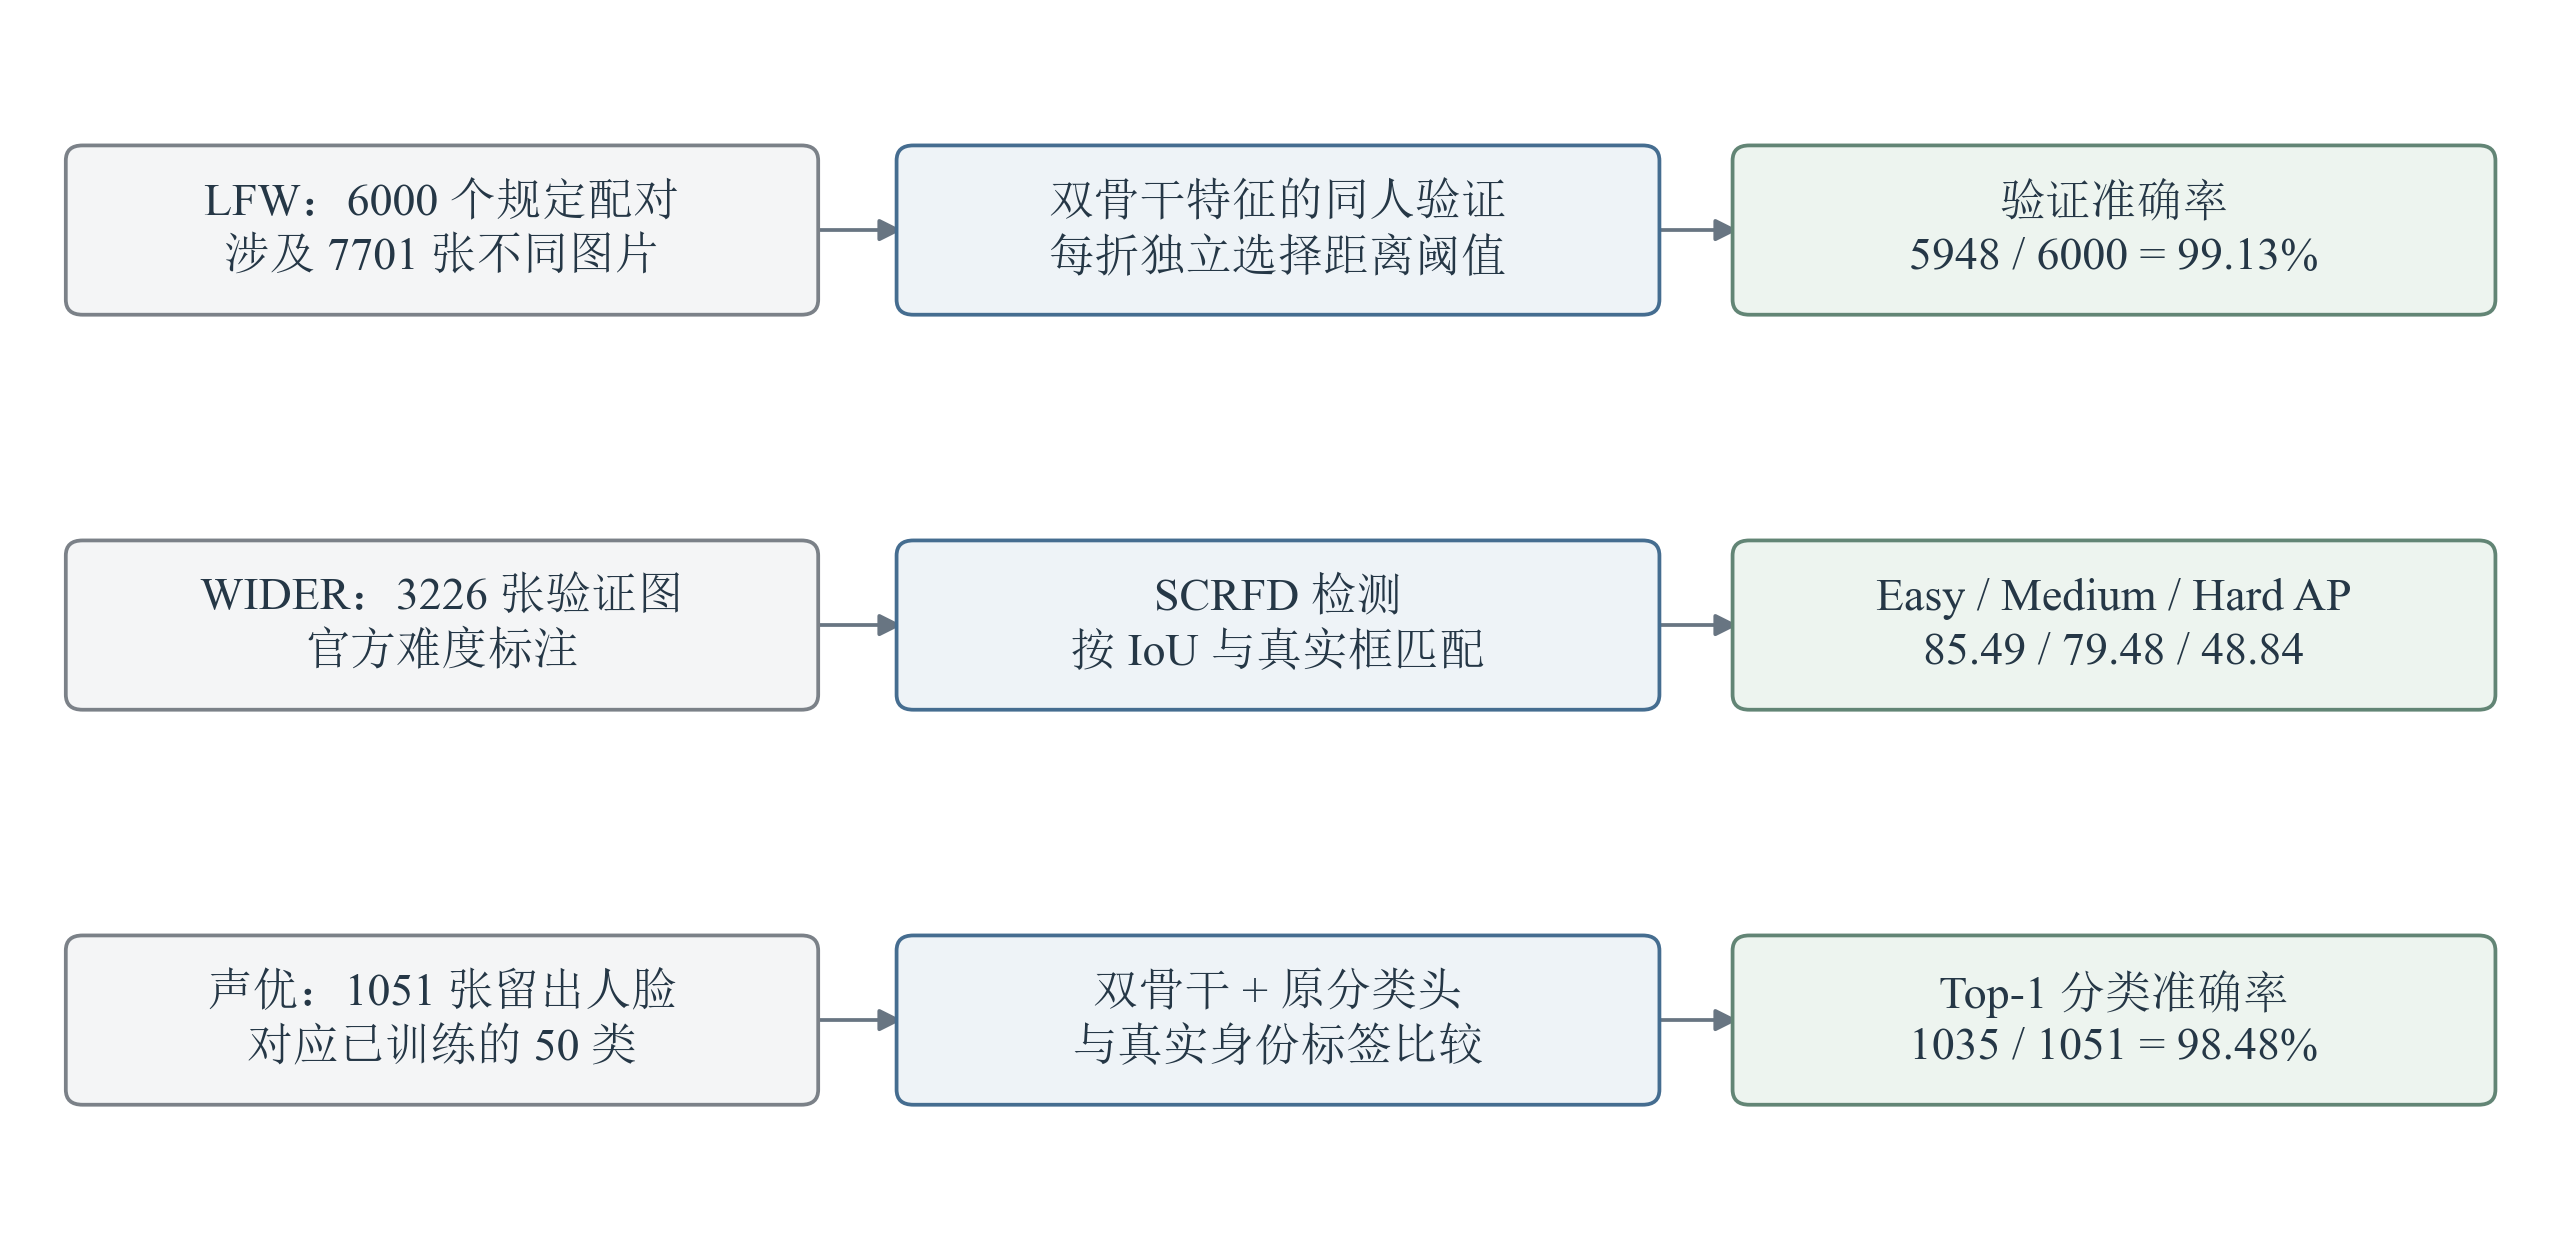 LFW：6000 个规定配对
涉及 7701 张不同图片
双骨干特征的同人验证
每折独立选择距离阈值
验证准确率
5948 / 6000 = 99.13%
WIDER：3226 张验证图
官方难度标注
SCRFD 检测
按 IoU 与真实框匹配
Easy / Medium / Hard AP
85.49 / 79.48 / 48.84
声优：1051 张留出人脸
对应已训练的 50 类
双骨干 + 原分类头
与真实身份标签比较
Top-1 分类准确率
1035 / 1051 = 98.48%